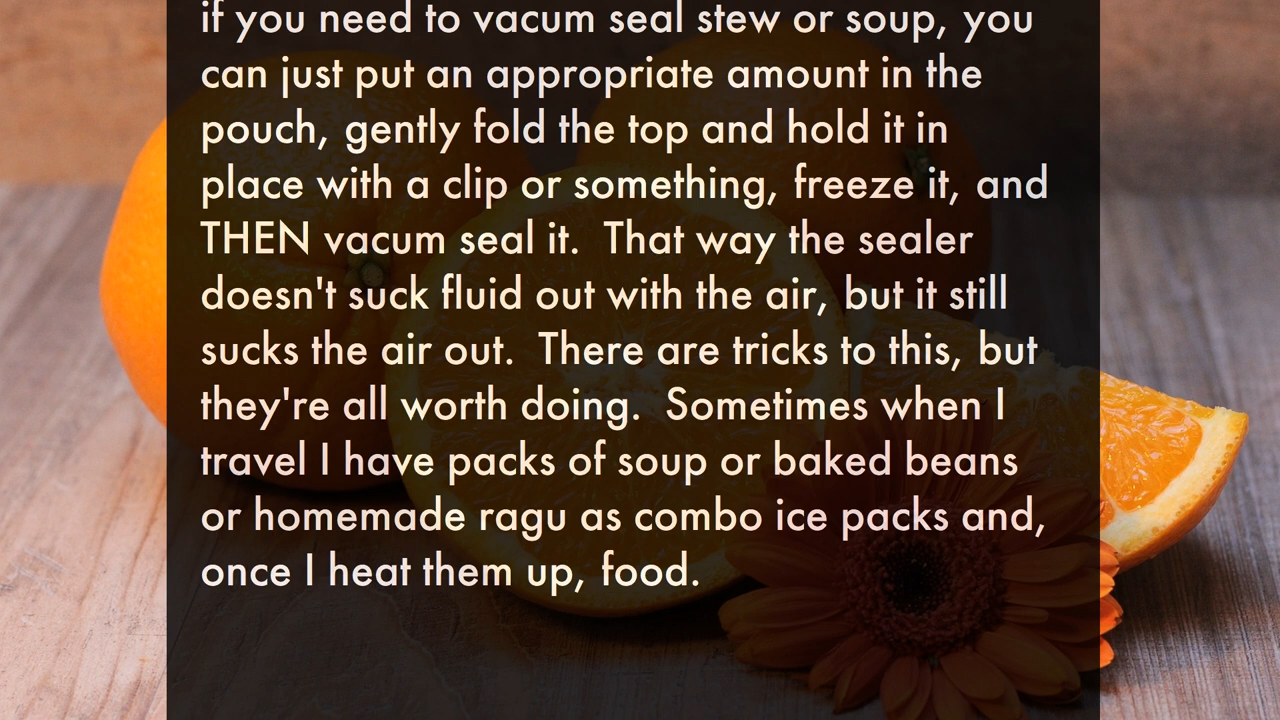 if you need to vacum seal stew or soup, you
can just put an appropriate amount in the
pouch, gently fold the top and hold it in
place with a clip or something, freeze it, and
THEN vacum seal it.  That way the sealer
doesn't suck fluid out with the air, but it still
sucks the air out.  There are tricks to this, but
they're all worth doing.  Sometimes when I
travel I have packs of soup or baked beans
or homemade ragu as combo ice packs and,
once I heat them up, food.